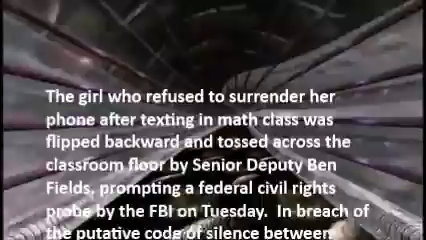 The girl who refused to surrender her
phone after texting in math class was
flipped backward and tossed across the
classroom floor by Senior Deputy Ben
Fields, prompting a federal civil rights
probe by the FBI on Tuesday.  In breach of
the putative code of silence between